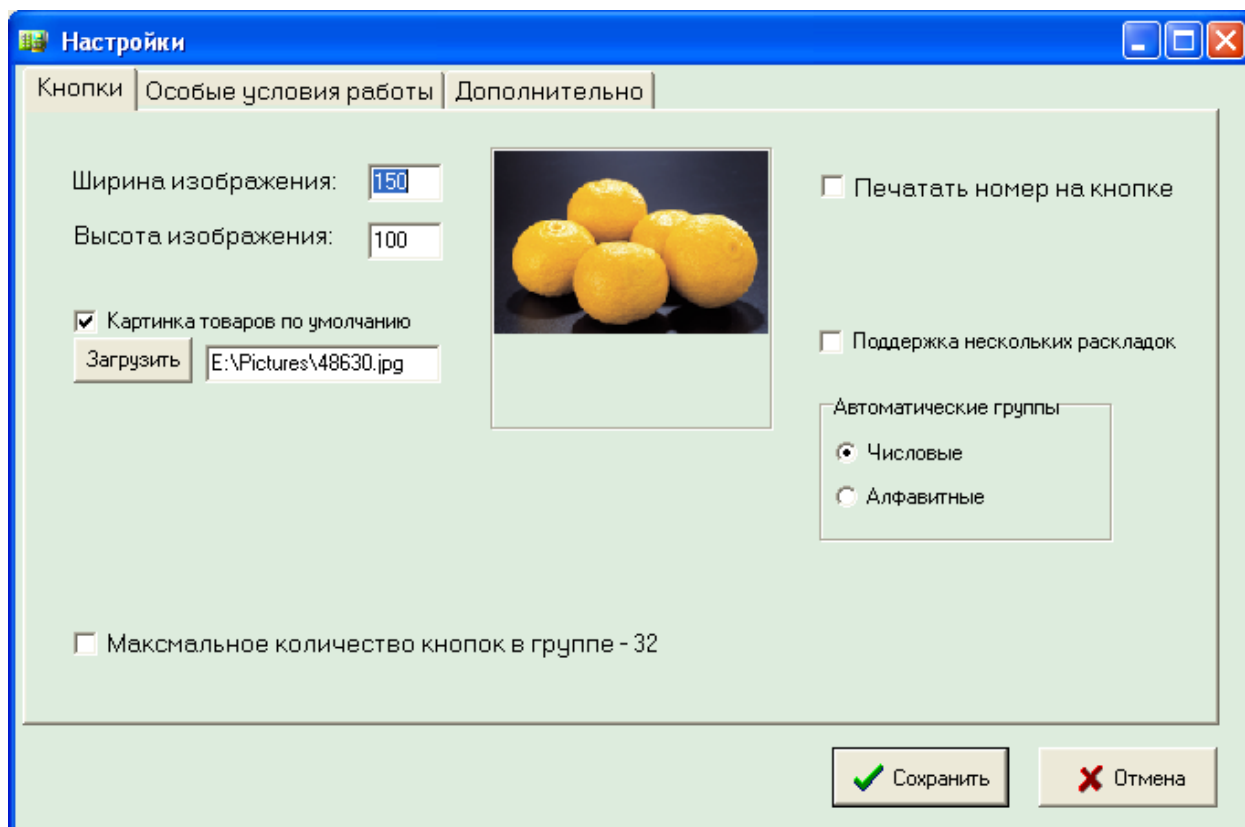 Настройки
Кнопки Особые условия работы Дополнительно
Ширина изображения: 150
Печатать номер на кнопке
Высота изображения: 100
Картинка товаров по умолчанию
Поддержка нескольких раскладок
Загрузить E:\Pictures\48630.jpg
Автоматические группы
Числовые
Алфавитные
Максмальное количество кнопок в группе - 32
Сохранить Отмена